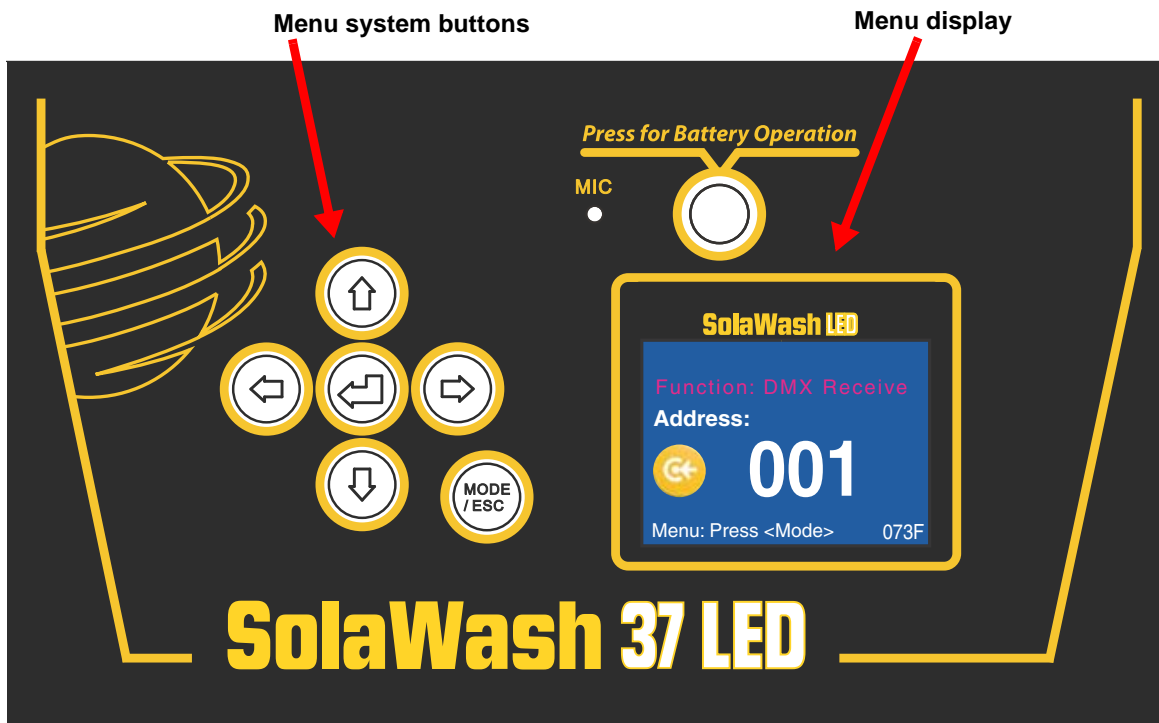 Menu system buttons
Menu display
Press for Battery Operation
MIC
SolaWash LED
Function: DMX Receive
Address:
001
MODE
/ ESC
Menu: Press <Mode> 073F
SolaWash 37 LED